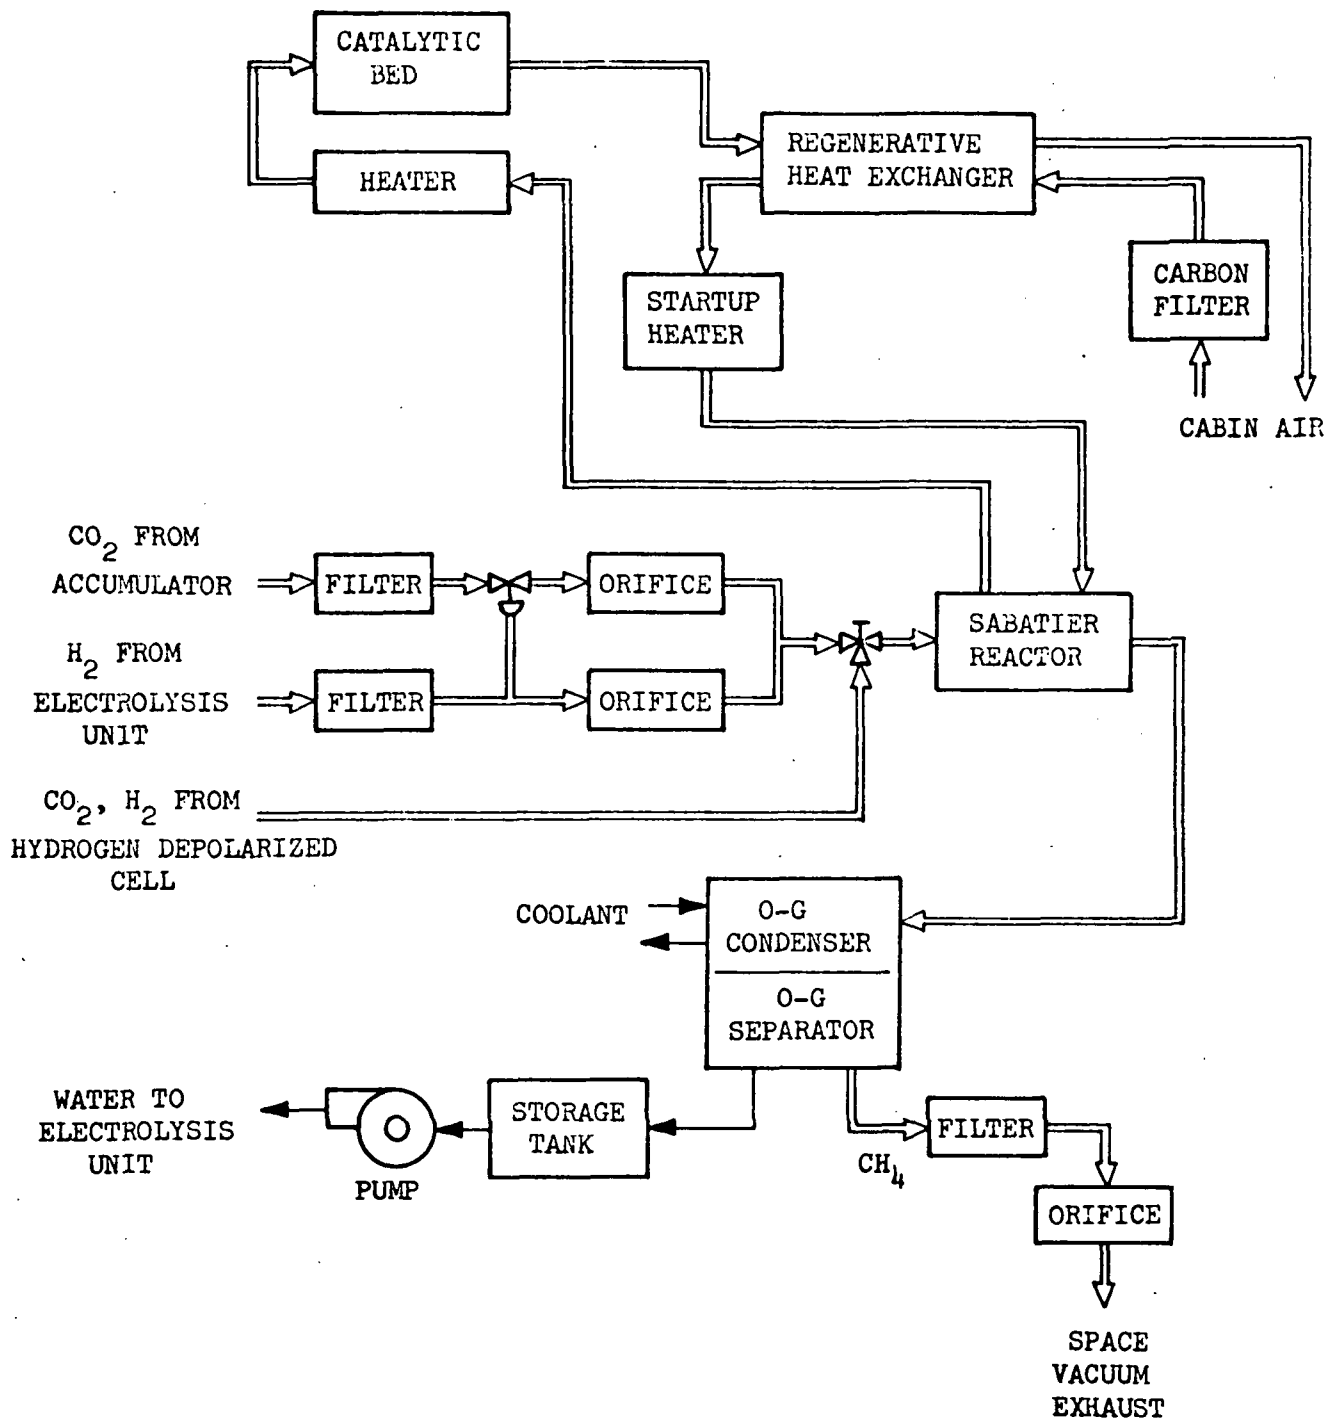 CATALYTIC
BED
REGENERATIVE
HEAT EXCHANGER
HEATER
CARBON
FILTER
STARTUP
HEATER
CABIN AIR
CO2 FROM
ACCUMULATOR
FILTER
ORIFICE
SABATIER
REACTOR
H2 FROM
ELECTROLYSIS
UNIT
FILTER
ORIFICE
CO2, H2 FROM
HYDROGEN DEPOLARIZED
CELL
COOLANT
O-G
CONDENSER
O-G
SEPARATOR
WATER TO
ELECTROLYSIS
UNIT
PUMP
STORAGE
TANK
CH4
FILTER
ORIFICE
SPACE
VACUUM
EXHAUST